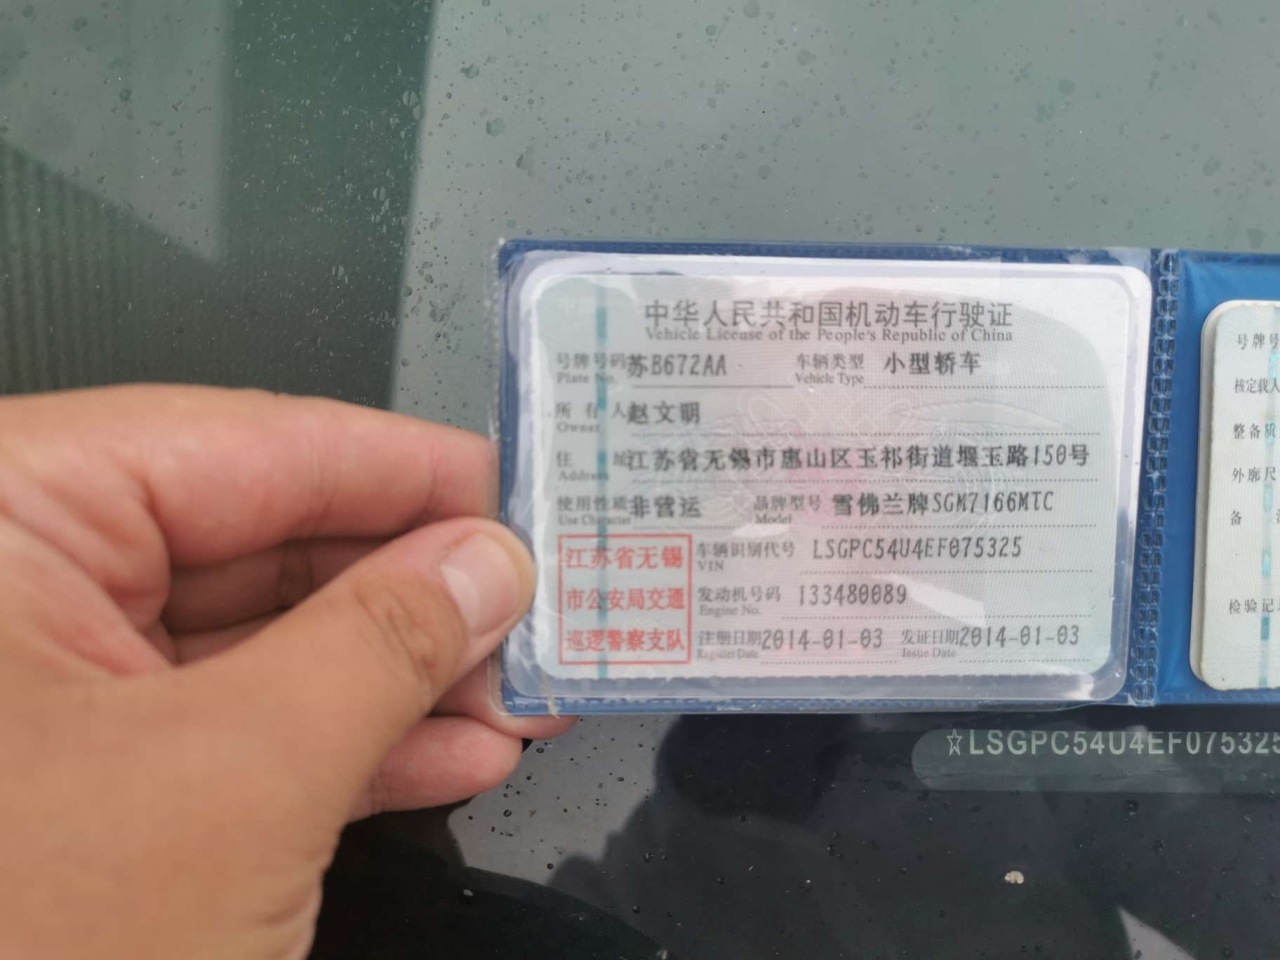 中华人民共和国机动车行驶证
Vehicle License of the People's Republic of China
号牌号码 苏B672AA 车辆类型 小型轿车
Plate No. Vehicle Type
所有人 赵文明
Owner
住址 江苏省无锡市惠山区玉祁街道堰玉路150号
Address
使用性质 非营运 品牌型号 雪佛兰牌SGM7166MTC
Use Character Model
江苏省无锡
市公安局交通
巡逻警察支队
车辆识别代号 LSGPC54U4EF075325
VIN
发动机号码 133480089
Engine No.
注册日期 2014-01-03 发证日期 2014-01-03
Register Date Issue Date
号牌号
核定载人
整备质
外廓尺
备
检验记
☆LSGPC54U4EF075325